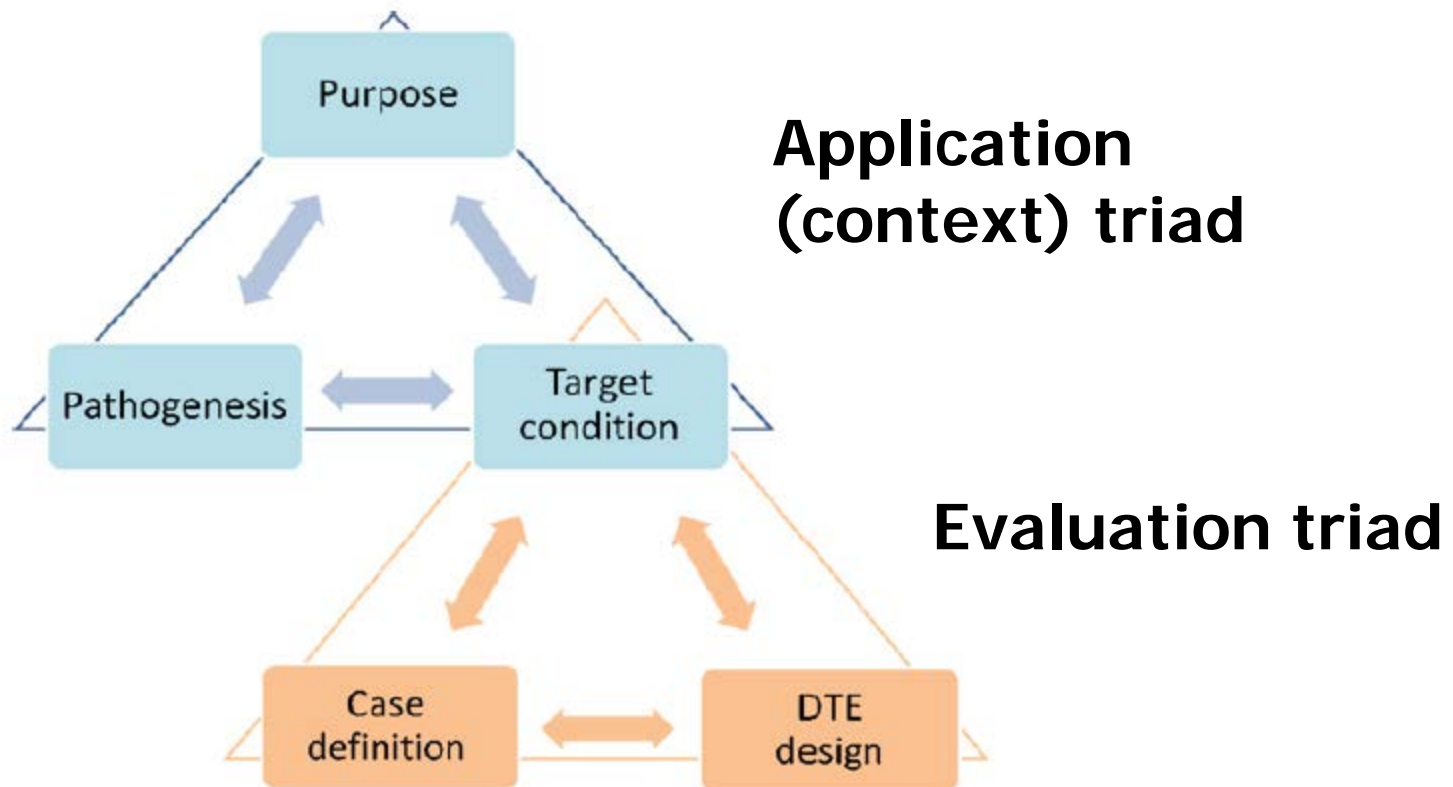 Purpose
Application
(context) triad
Pathogenesis
Target
condition
Evaluation triad
Case
definition
DTE
design